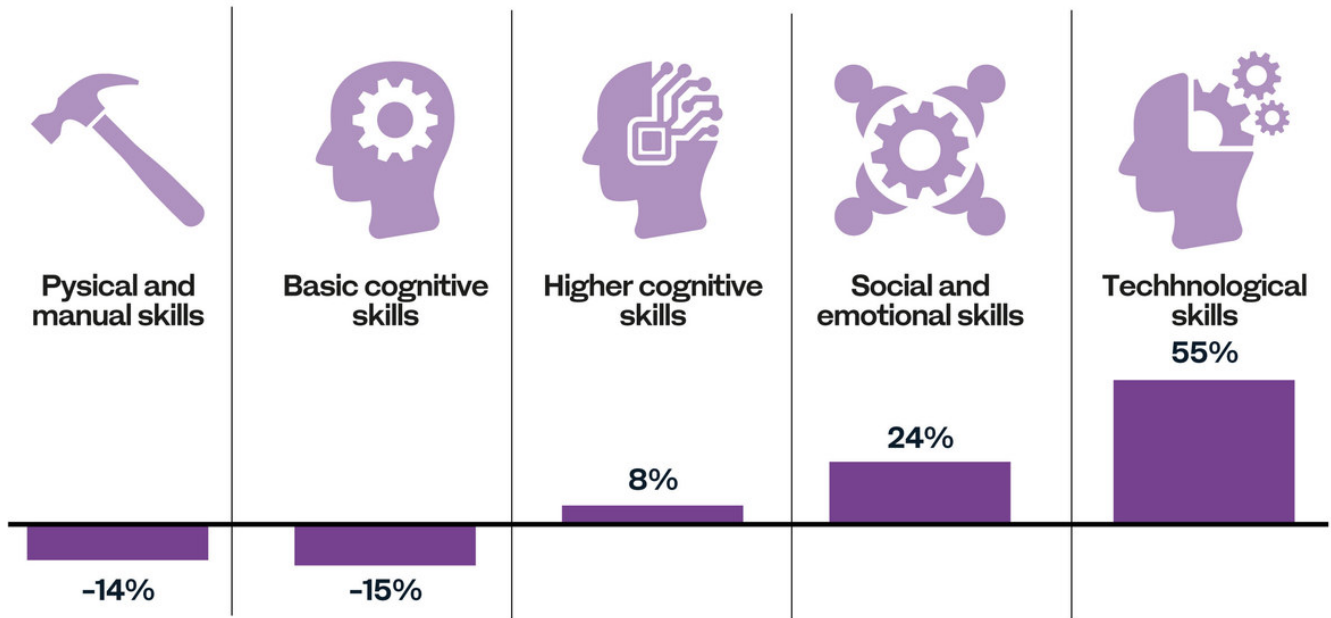 Pysical and
manual skills
-14%
Basic cognitive
skills
-15%
Higher cognitive
skills
8%
Social and
emotional skills
24%
Techhnological
skills
55%